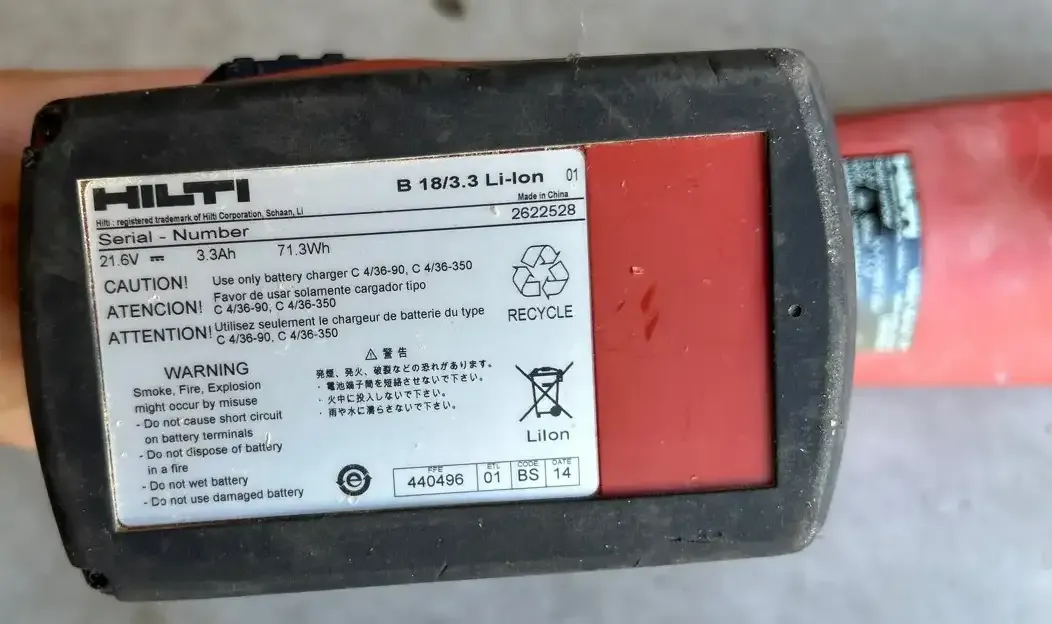 HILTI
B 18/3.3 Li-Ion 01
Hilti : registered trademark of Hilti Corporation, Schaan, Li
Made in China
Serial - Number
2622528
21.6V ⎓ 3.3Ah 71.3Wh
CAUTION! Use only battery charger C 4/36-90, C 4/36-350
ATENCION! Favor de usar solamente cargador tipo
C 4/36-90, C 4/36-350
ATTENTION! Utilisez seulement le chargeur de batterie du type
C 4/36-90, C 4/36-350
RECYCLE
WARNING
Smoke, Fire, Explosion
might occur by misuse
- Do not cause short circuit
on battery terminals
- Do not dispose of battery
in a fire
- Do not wet battery
- Do not use damaged battery
⚠ 警告
発煙、発火、破裂などの恐れがあります。
・電池端子間を短絡させないで下さい。
・火中に投入しないで下さい。
・雨や水に濡らさないで下さい。
LiIon
e
PFE ETL CODE DATE
440496 01 BS 14